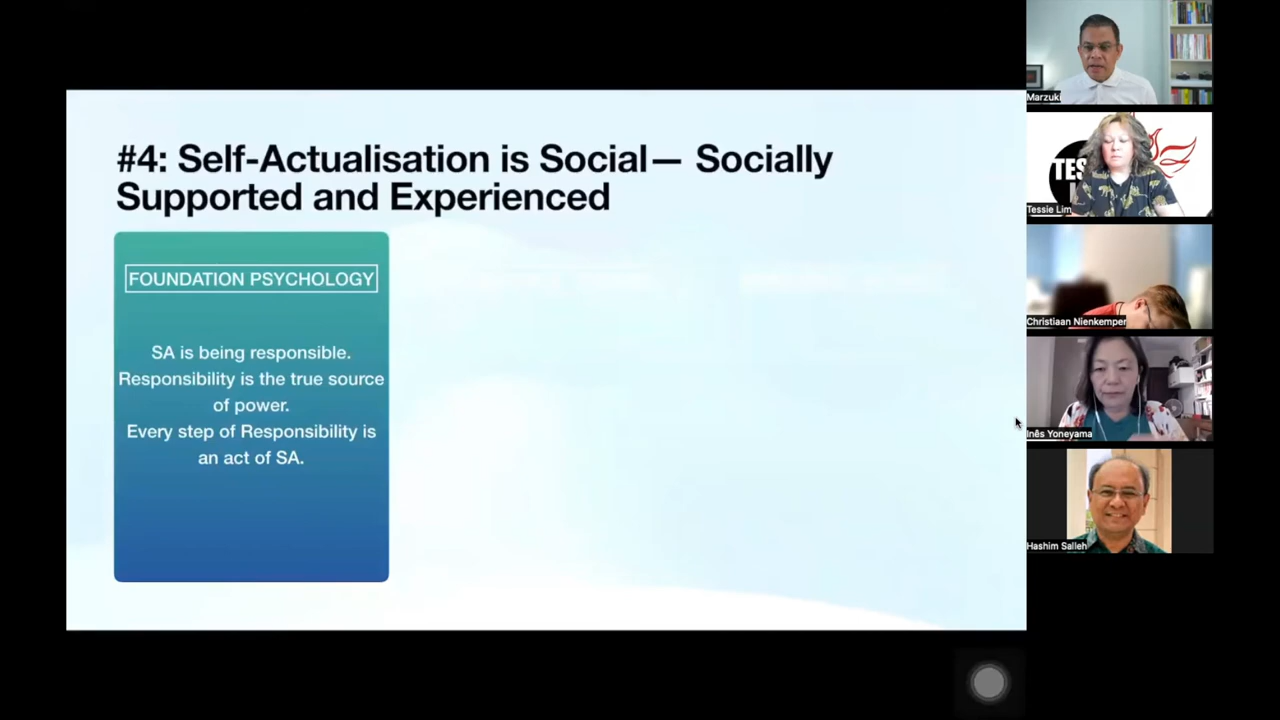 #4: Self-Actualisation is Social— Socially
Supported and Experienced
FOUNDATION PSYCHOLOGY
SA is being responsible.
Responsibility is the true source
of power.
Every step of Responsibility is
an act of SA.
Marzuki
TES
Tessie Lim
Christiaan Nienkemper
Inês Yoneyama
Hashim Salleh